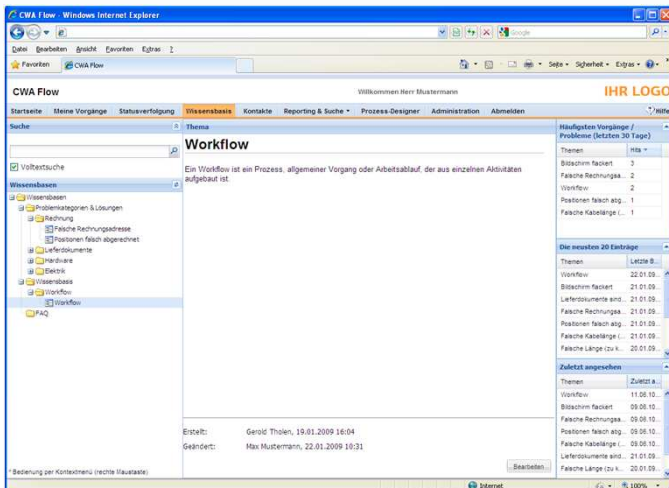 CWA Flow - Windows Internet Explorer
Google
Datei Bearbeiten Ansicht Favoriten Extras ?
Favoriten CWA Flow
Seite Sicherheit Extras
CWA Flow
Willkommen Herr Mustermann
IHR LOGO
Startseite Meine Vorgänge Statusverfolgung Wissensbasis Kontakte Reporting & Suche Prozess-Designer Administration Abmelden Hilfe
Suche
Volltextsuche
Wissensbasen
Wissensbasen
Problemkategorien & Lösungen
Rechnung
Falsche Rechnungsadresse
Positionen falsch abgerechnet
Lieferdokumente
Hardware
Elektrik
Wissensbasis
Workflow
Workflow
FAQ
* Bedienung per Kontextmenü (rechte Maustaste)
Thema
Workflow
Ein Workflow ist ein Prozess, allgemeiner Vorgang oder Arbeitsablauf, der aus einzelnen Aktivitäten
aufgebaut ist.
Erstellt: Gerold Tholen, 19.01.2009 16:04
Geändert: Max Mustermann, 22.01.2009 10:31
Bearbeiten
Häufigsten Vorgänge /
Probleme (letzten 30 Tage)
Themen Hits
Bildschirm flackert 3
Falsche Rechnungsa... 2
Workflow 2
Positionen falsch abg... 1
Falsche Kabellänge (... 1
Die neusten 20 Einträge
Themen Letzte B...
Workflow 22.01.09...
Bildschirm flackert 21.01.09...
Lieferdokumente sind... 21.01.09...
Falsche Rechnungsa... 21.01.09...
Positionen falsch abg... 21.01.09...
Falsche Kabellänge (... 21.01.09...
Falsche Länge (zu k... 20.01.09...
Zuletzt angesehen
Themen Zuletzt a...
Workflow 11.06.10...
Bildschirm flackert 09.06.10...
Falsche Rechnungsa... 09.06.10...
Positionen falsch abg... 09.06.10...
Falsche Kabellänge (... 09.06.10...
Lieferdokumente sind... 21.01.09...
Falsche Länge (zu k... 20.01.09...
Internet 100%